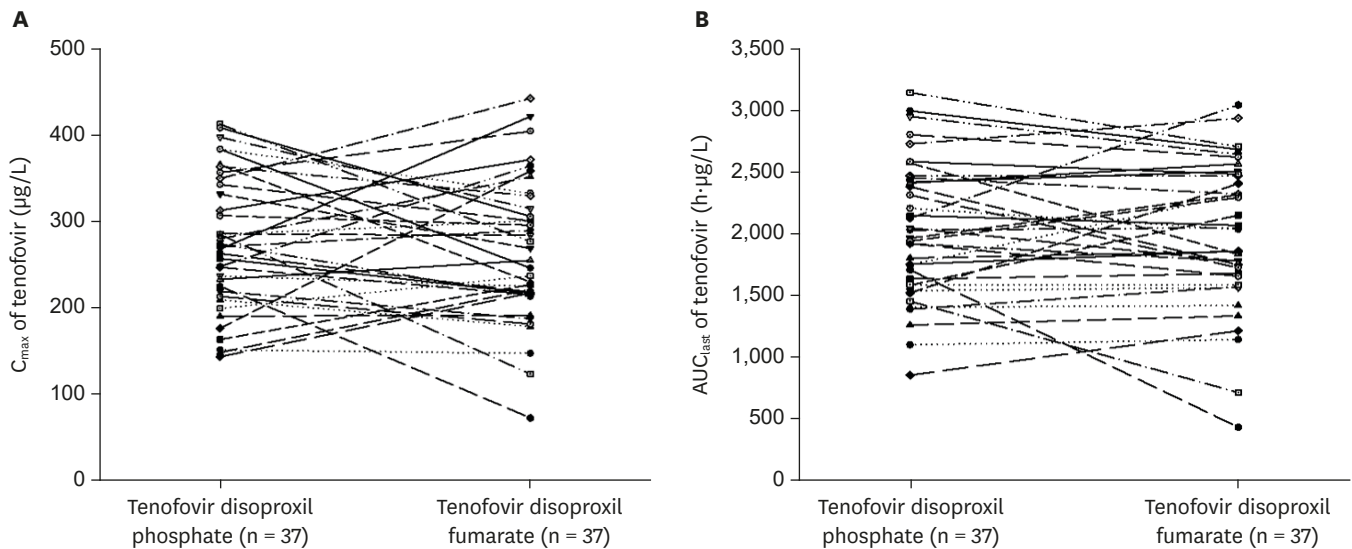 A
C_max of tenofovir (µg/L)
500
400
300
200
100
0
Tenofovir disoproxil
phosphate (n = 37)
Tenofovir disoproxil
fumarate (n = 37)
B
AUC_last of tenofovir (h·µg/L)
3,500
3,000
2,500
2,000
1,500
1,000
500
0
Tenofovir disoproxil
phosphate (n = 37)
Tenofovir disoproxil
fumarate (n = 37)